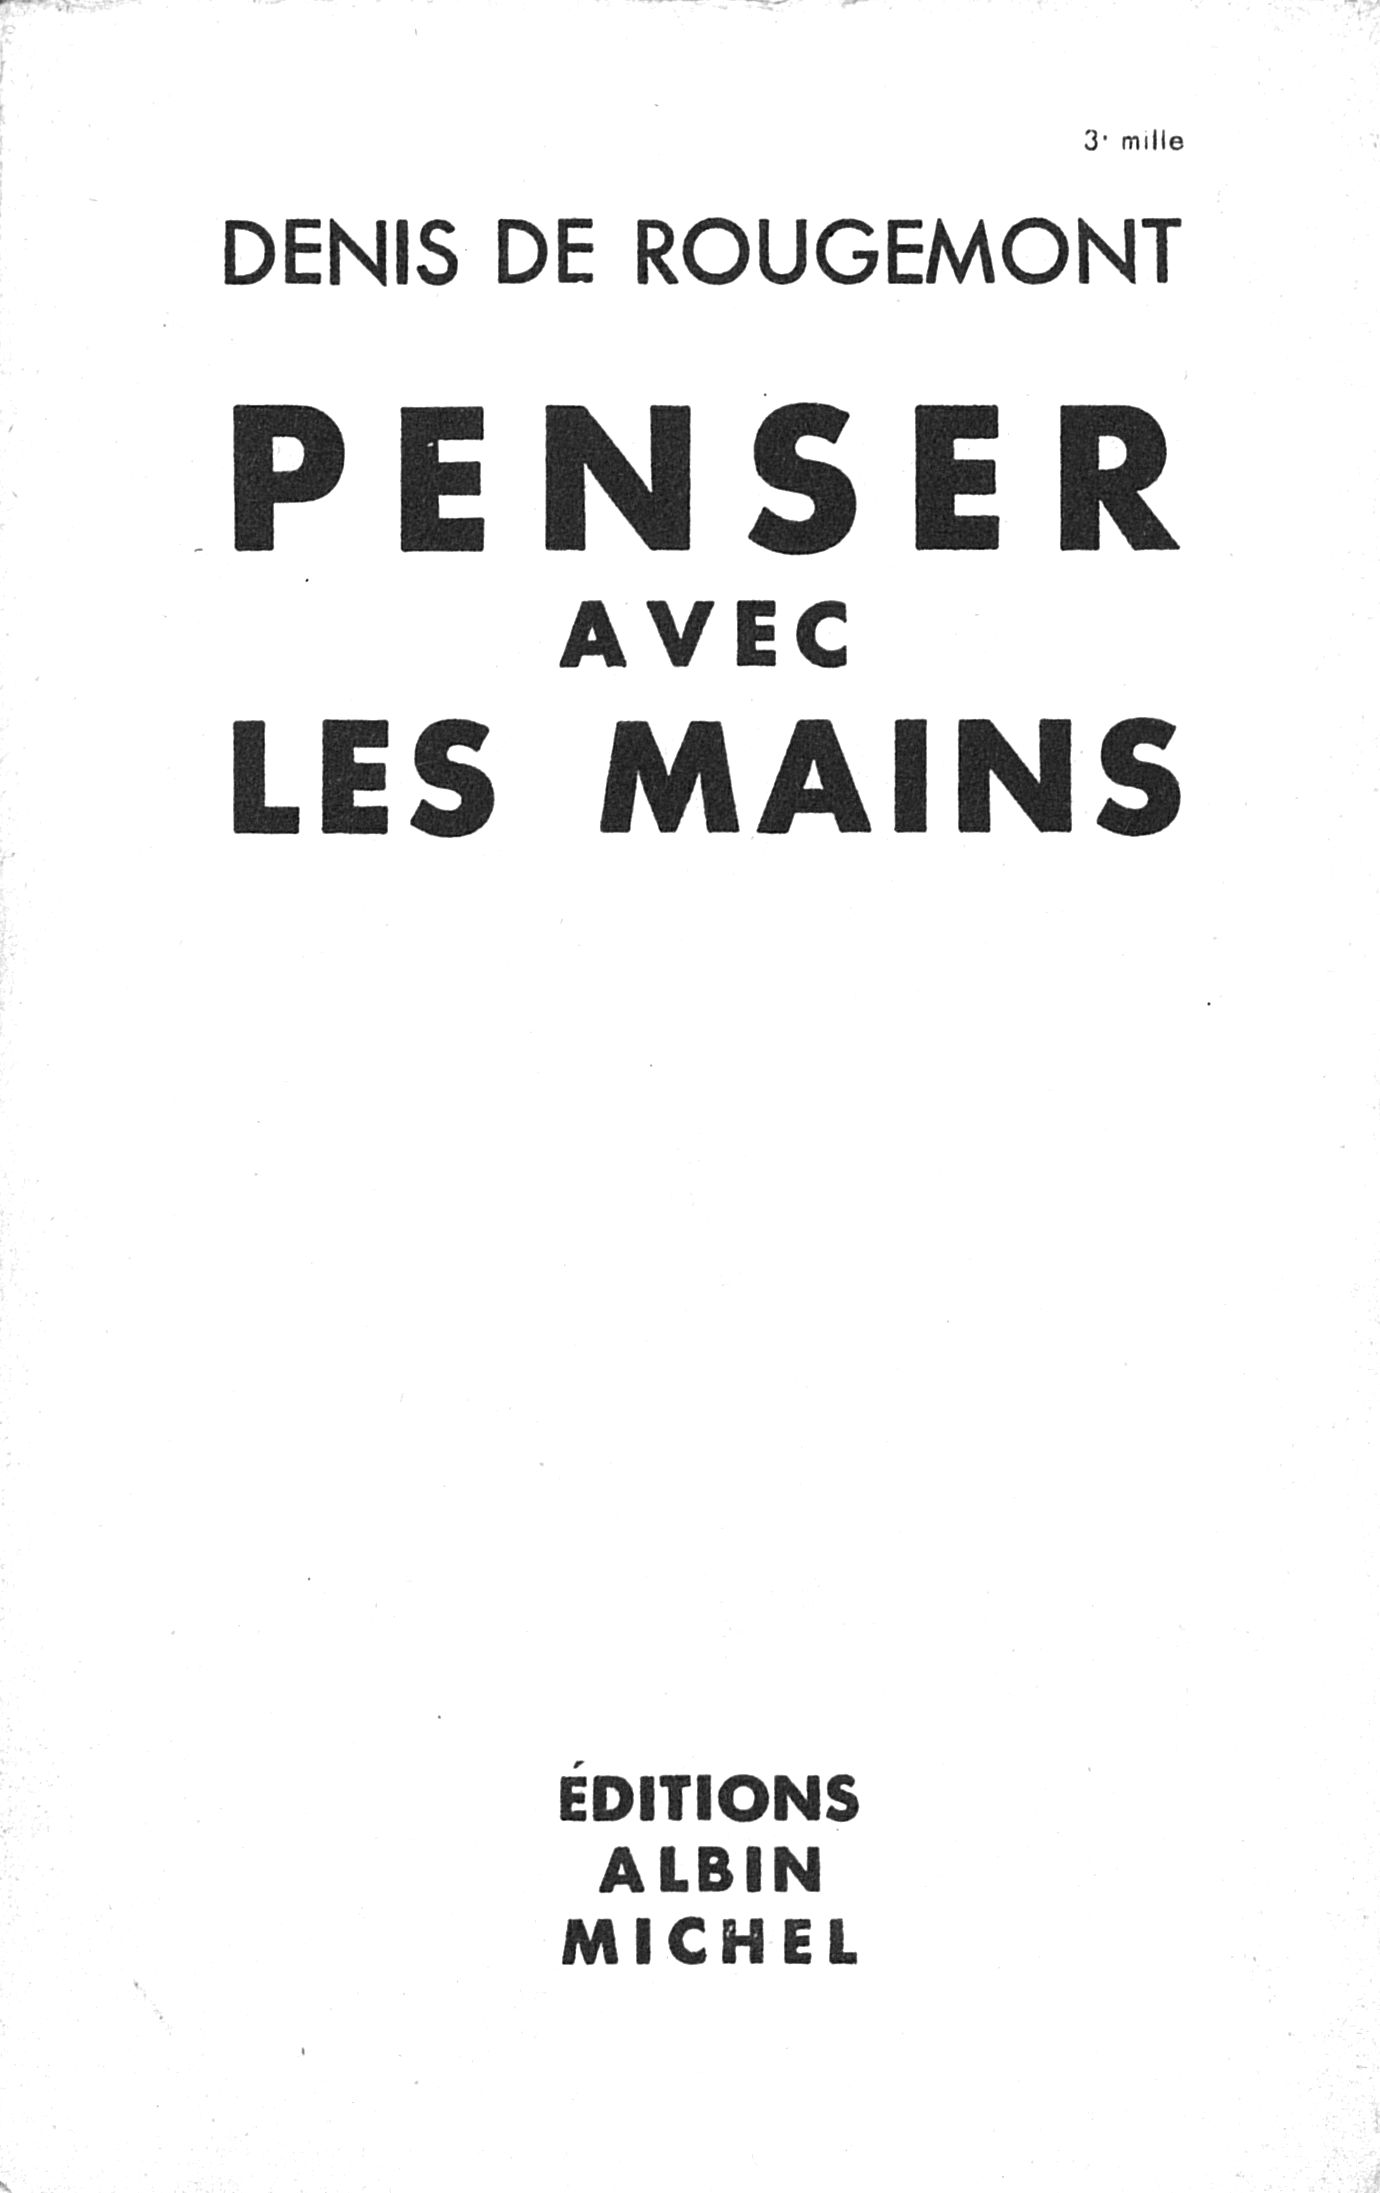 3e mille
DENIS DE ROUGEMONT
PENSER
AVEC
LES MAINS
ÉDITIONS
ALBIN
MICHEL